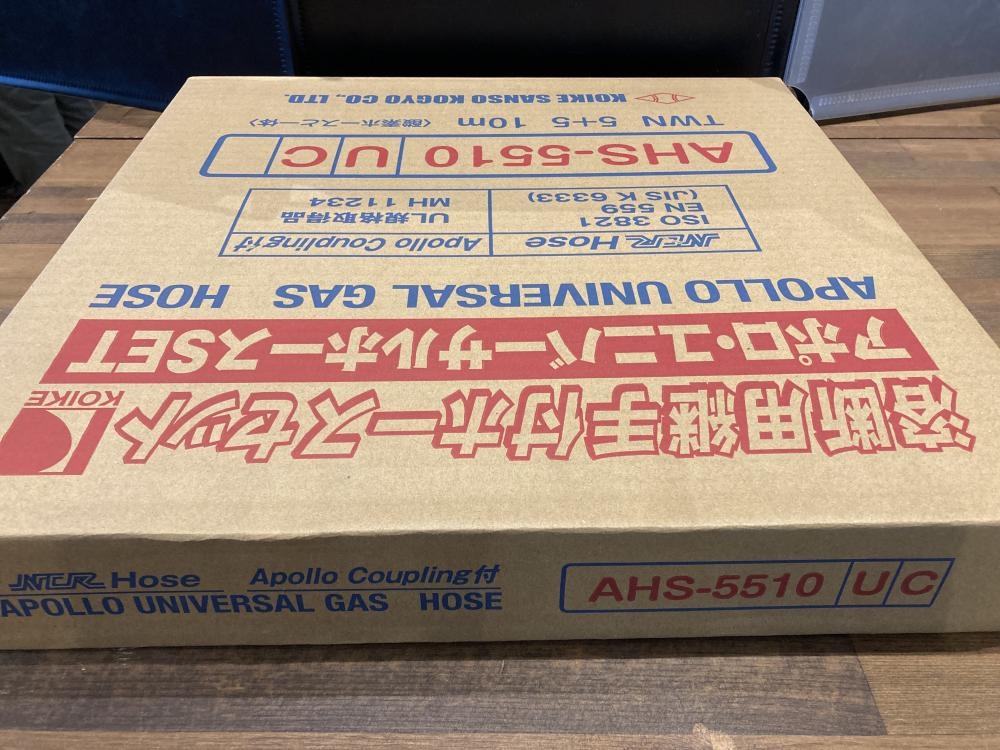 KOIKE
溶断用継手付ホースセット
アポロ・ユニバーサルホースSET
APOLLO UNIVERSAL GAS HOSE
NCR Hose
Apollo Coupling付
ISO 3821
EN 559
(JIS K 6333)
UL規格取得品
MH 11234
AHS-5510 U C
TWN 5+5 10m 〈酸素ホースと一体〉
KOIKE SANSO KOGYO CO., LTD.
NCR Hose Apollo Coupling付
APOLLO UNIVERSAL GAS HOSE
AHS-5510 U C